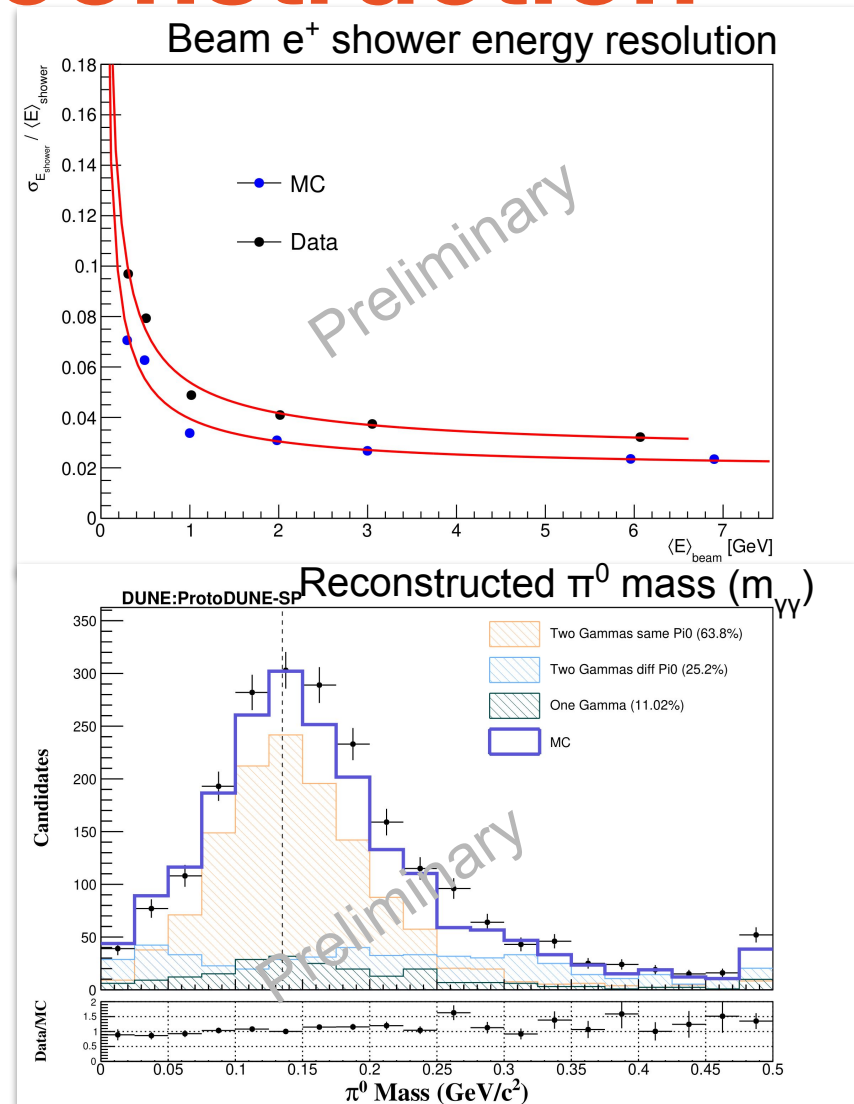 construction
Beam e⁺ shower energy resolution
σ_E_shower / ⟨E⟩_shower
0.18
0.16
0.14
0.12
0.1
0.08
0.06
0.04
0.02
0
MC
Data
Preliminary
0 1 2 3 4 5 6 7
⟨E⟩_beam [GeV]
Reconstructed π⁰ mass (m_γγ)
DUNE:ProtoDUNE-SP
Candidates
350
300
250
200
150
100
50
0
Two Gammas same Pi0 (63.8%)
Two Gammas diff Pi0 (25.2%)
One Gamma (11.02%)
MC
Preliminary
Data/MC
2
1.5
1
0.5
0
0 0.05 0.1 0.15 0.2 0.25 0.3 0.35 0.4 0.45 0.5
π⁰ Mass (GeV/c²)